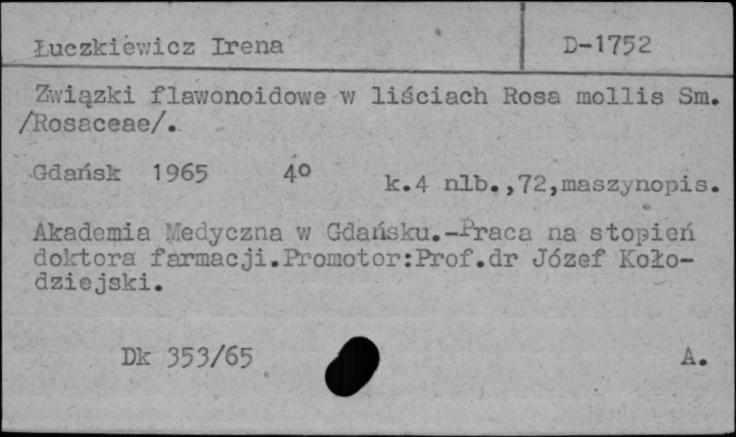 Łuczkiewicz Irena D-1752
Związki flawonoidowe w liściach Rosa mollis Sm.
/Rosaceae/.
Gdańsk 1965 4o k.4 nlb.,72,maszynopis.
Akademia Medyczna w Gdańsku.-Praca na stopień
doktora farmacji.Promotor:Prof.dr Józef Koło-
dziejski.
Dk 353/65 A.